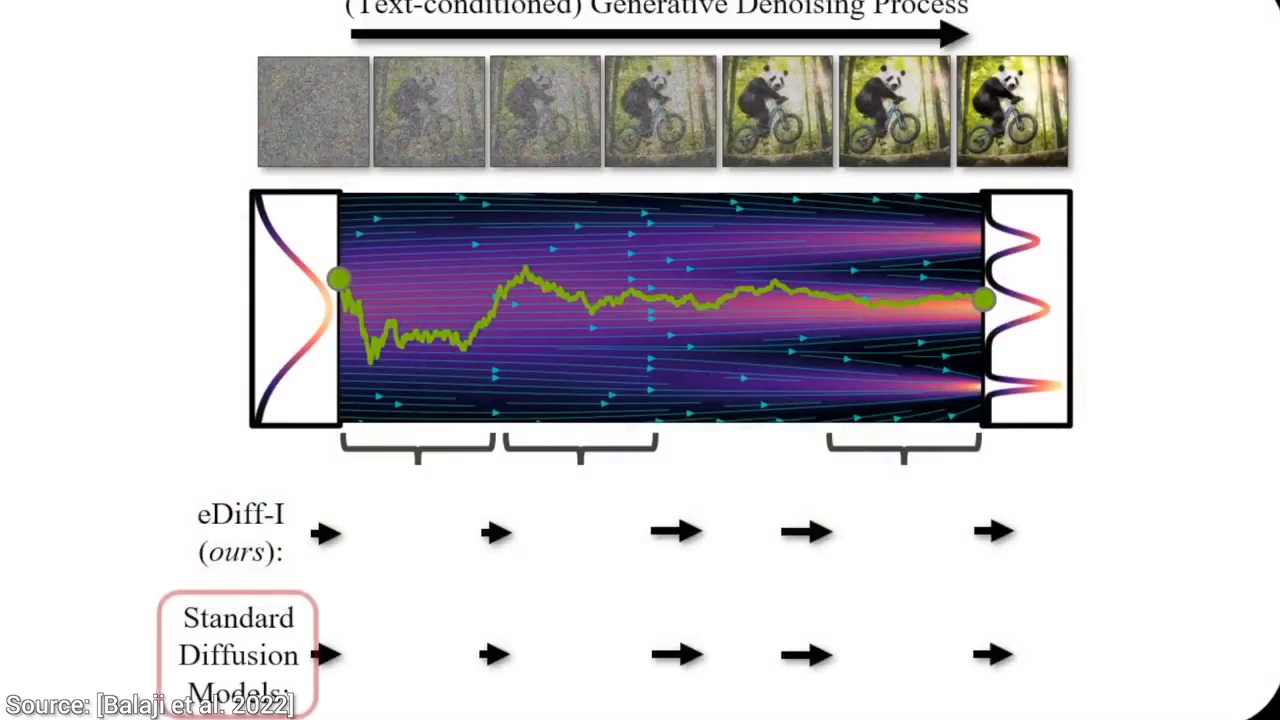 (Text-conditioned) Generative Denoising Process
eDiff-I
(ours):
Standard
Diffusion
Models:
Source: [Balaji et al. 2022]